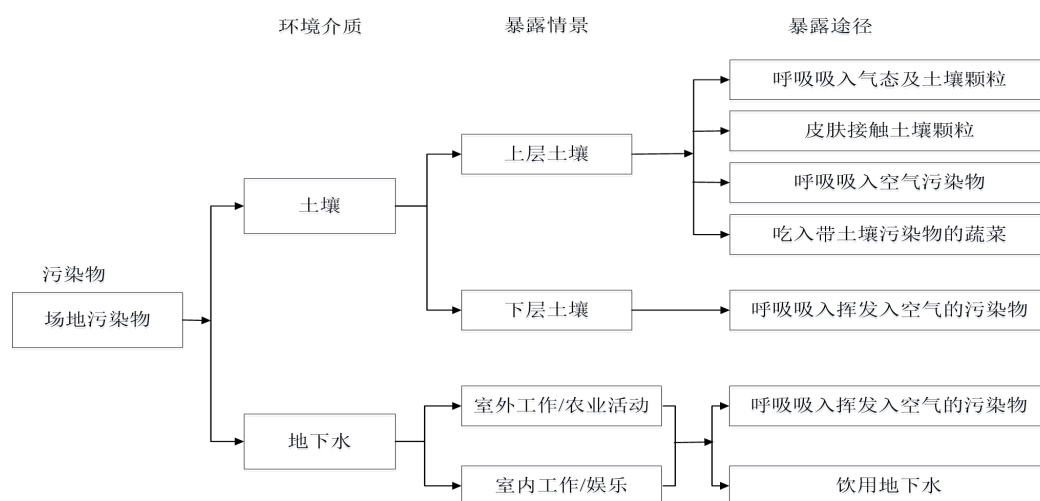 环境介质
暴露情景
暴露途径
呼吸吸入气态及土壤颗粒
皮肤接触土壤颗粒
上层土壤
呼吸吸入空气污染物
土壤
吃入带土壤污染物的蔬菜
污染物
场地污染物
下层土壤
呼吸吸入挥发入空气的污染物
室外工作/农业活动
呼吸吸入挥发入空气的污染物
地下水
室内工作/娱乐
饮用地下水